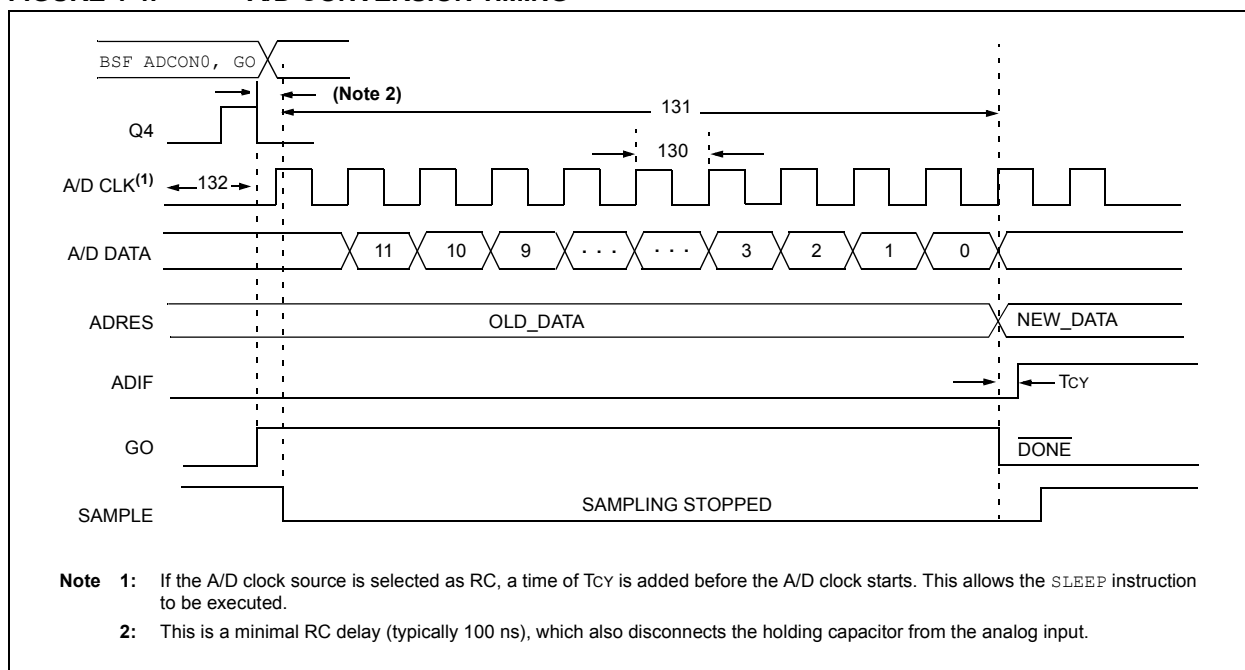 BSF ADCON0, GO
(Note 2)
131
Q4
130
A/D CLK(1)
132
A/D DATA
11 10 9 . . . . . . 3 2 1 0
ADRES
OLD_DATA
NEW_DATA
ADIF
TCY
GO
DONE
SAMPLE
SAMPLING STOPPED
Note 1: If the A/D clock source is selected as RC, a time of TCY is added before the A/D clock starts. This allows the SLEEP instruction
to be executed.
2: This is a minimal RC delay (typically 100 ns), which also disconnects the holding capacitor from the analog input.